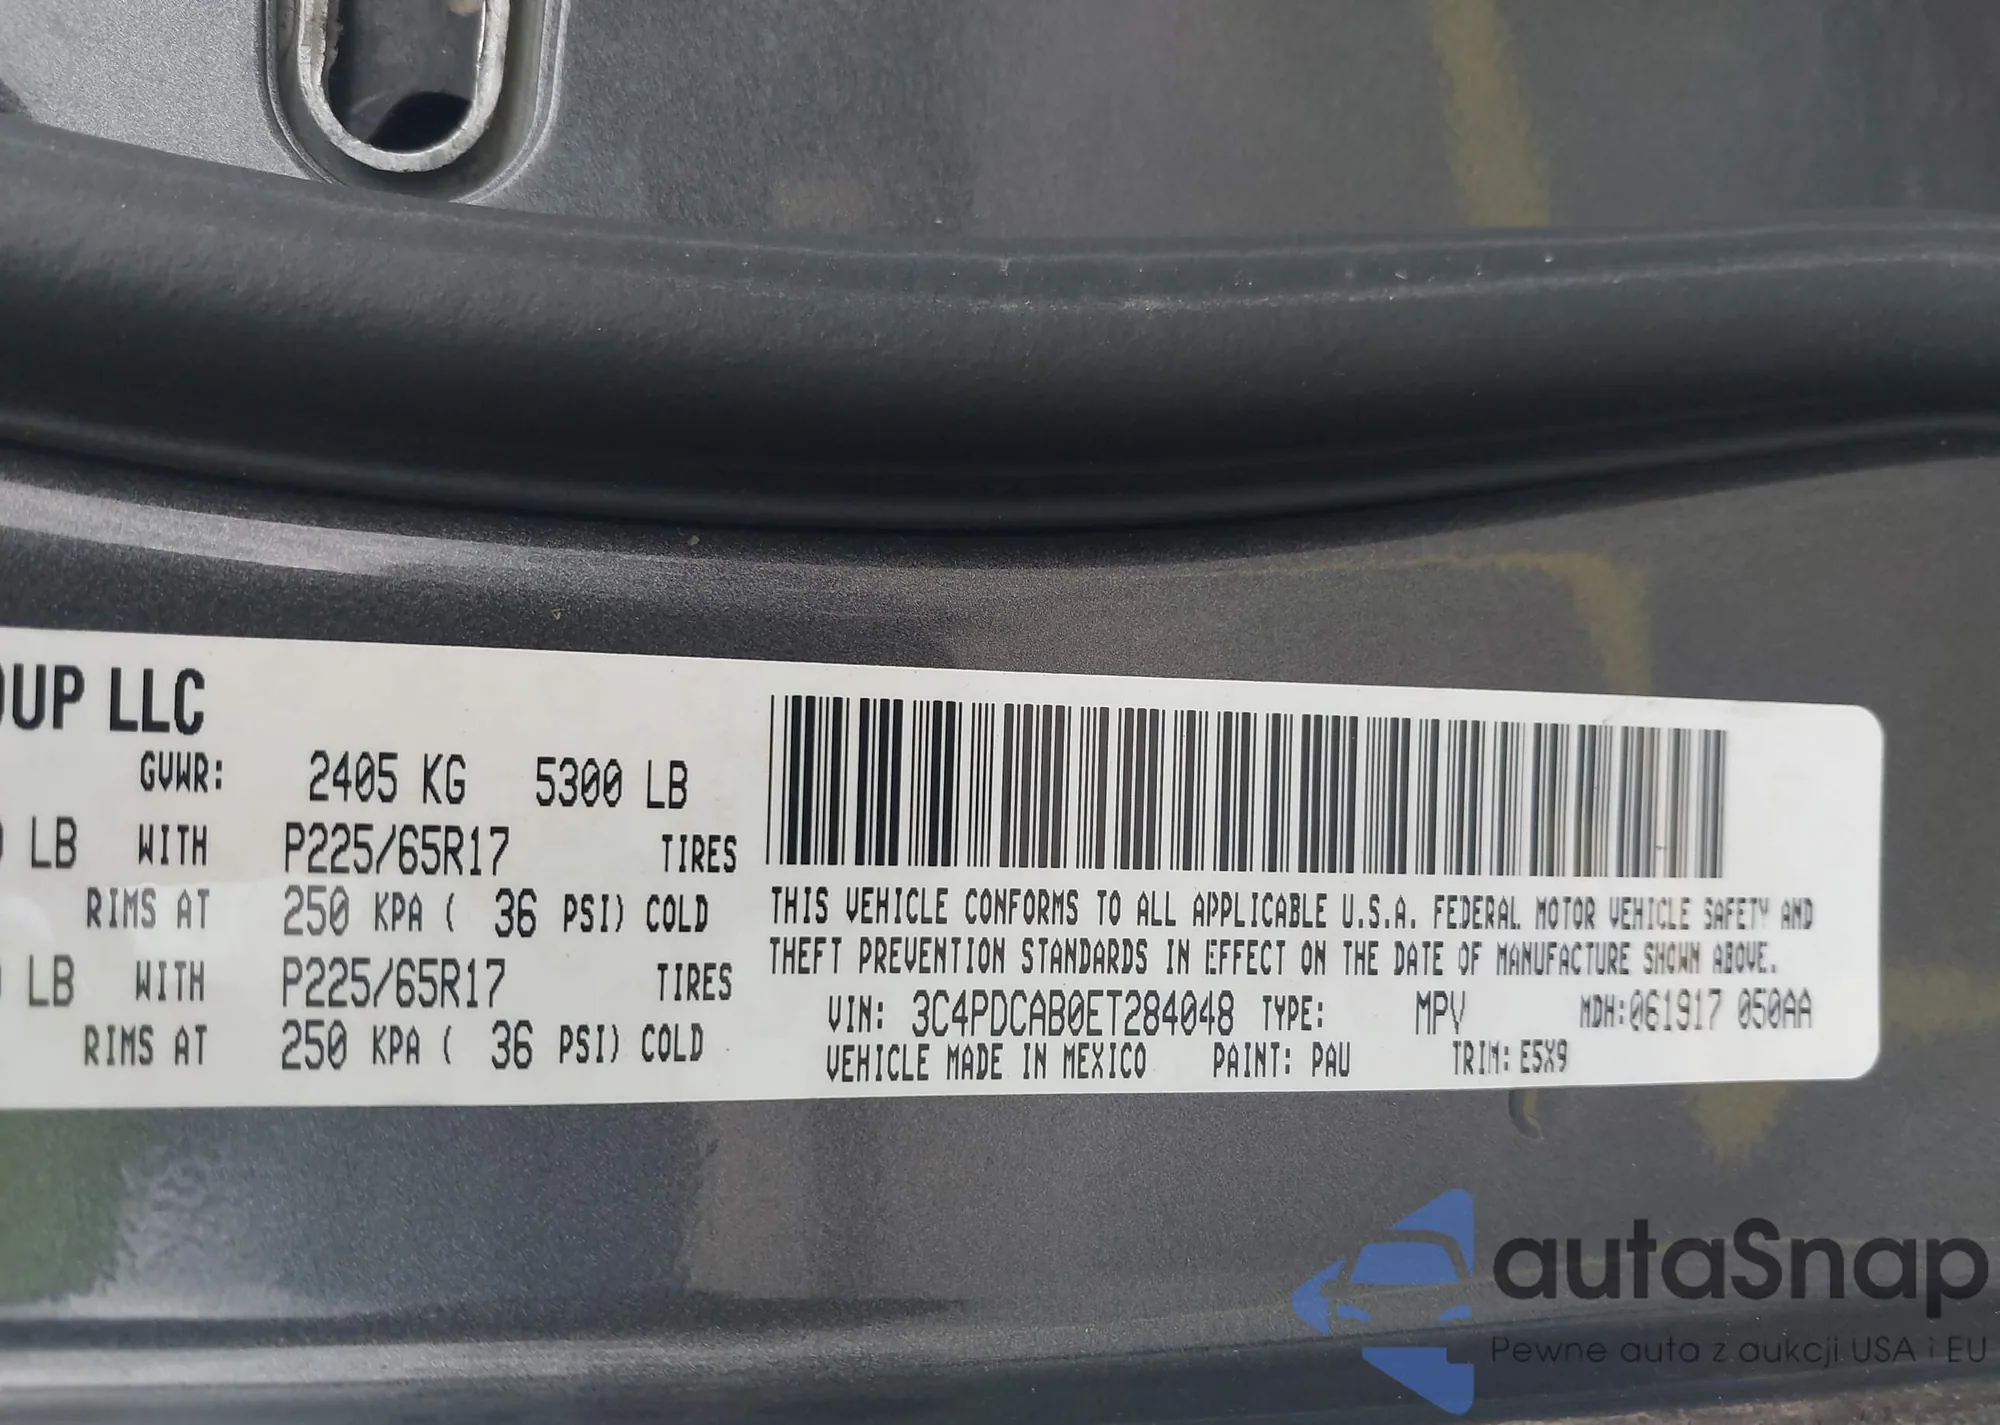 OUP LLC
GVWR: 2405 KG 5300 LB
LB WITH P225/65R17 TIRES
RIMS AT 250 KPA ( 36 PSI) COLD
LB WITH P225/65R17 TIRES
RIMS AT 250 KPA ( 36 PSI) COLD
THIS VEHICLE CONFORMS TO ALL APPLICABLE U.S.A. FEDERAL MOTOR VEHICLE SAFETY AND
THEFT PREVENTION STANDARDS IN EFFECT ON THE DATE OF MANUFACTURE SHOWN ABOVE.
VIN: 3C4PDCAB0ET284048 TYPE: MPV MDH:061917 050AA
VEHICLE MADE IN MEXICO PAINT: PAU TRIM: E5X9
autaSnap
Pewne auta z aukcji USA i EU